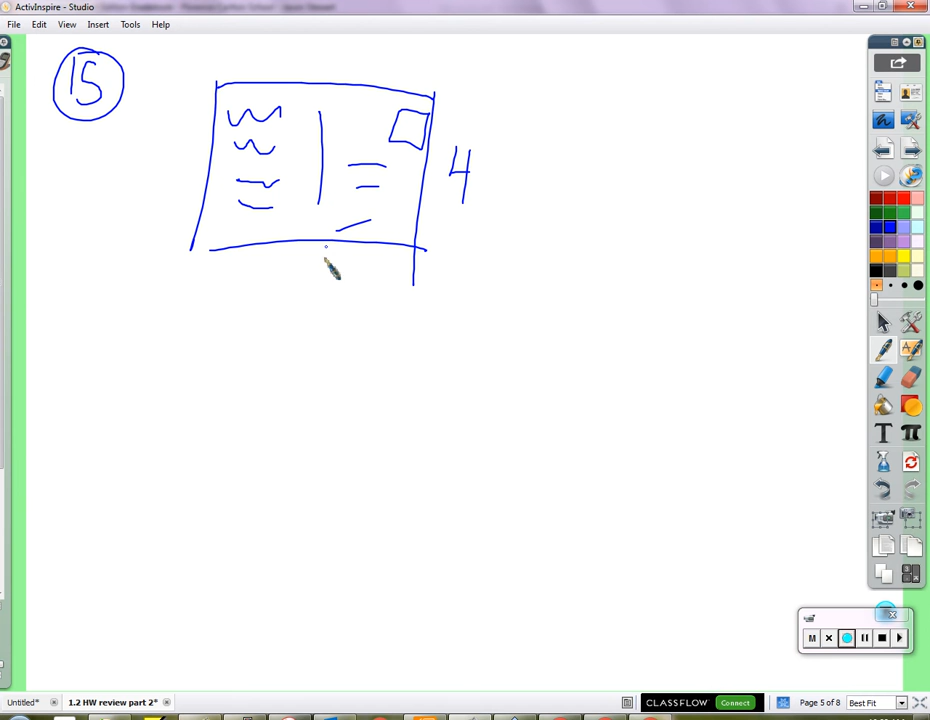 ActivInspire - Studio
File Edit View Insert Tools Help
15
4
M
Untitled* 1.2 HW review part 2*
CLASSFLOW Connect
Page 5 of 8
Best Fit